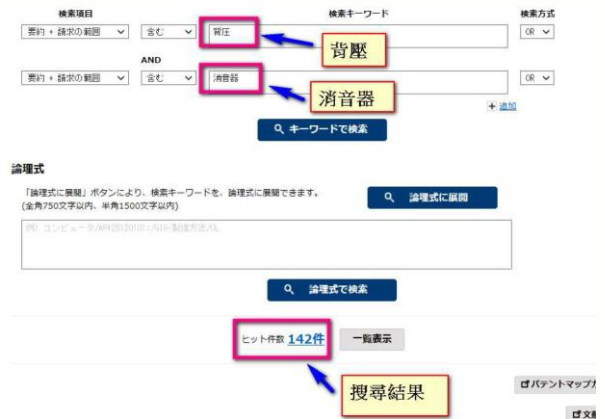 検索項目 検索キーワード 検索方式
要約 + 請求の範囲 含む 背圧 OR
背壓
AND
要約 + 請求の範囲 含む 消音器 OR
消音器
+ 追加
キーワードで検索
論理式
「論理式に展開」ボタンにより、検索キーワードを、論理式に展開できます。
(全角750文字以内、半角1500文字以内)
論理式に展開
論理式で検索
ヒット件数 142件 一覧表示
搜尋結果
パテントマップガ
文献